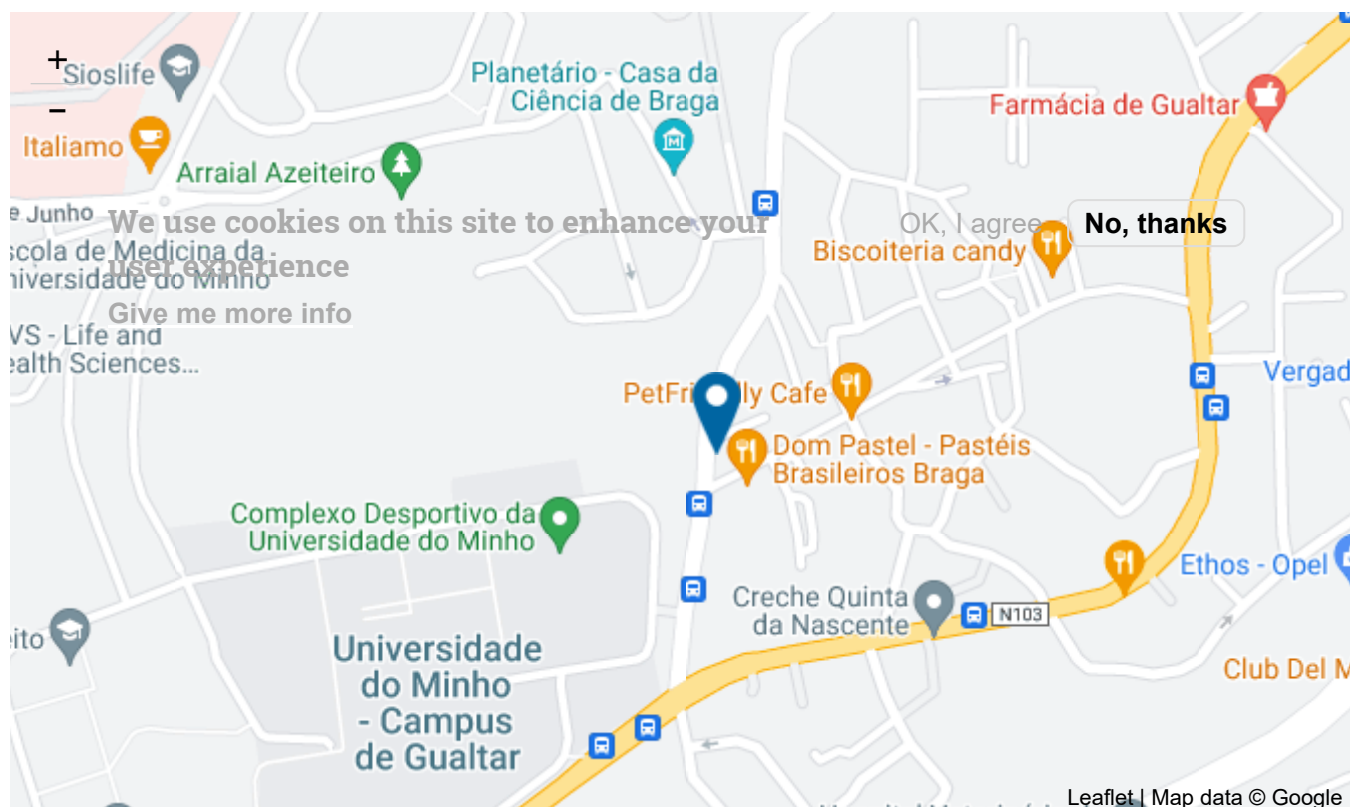 +
Sioslife
−
Italiamo
Planetário - Casa da
Ciência de Braga
Farmácia de Gualtar
Arraial Azeiteiro
e Junho
We use cookies on this site to enhance your
user experience
Give me more info
OK, I agree
No, thanks
Biscoiteria candy
cola de Medicina da
niversidade do Minho
VS - Life and
ealth Sciences...
PetFri lly Cafe
Vergad
Dom Pastel - Pastéis
Brasileiros Braga
Complexo Desportivo da
Universidade do Minho
Ethos - Opel
Creche Quinta
da Nascente
N103
ito
Universidade
do Minho
- Campus
de Gualtar
Club Del M
Leaflet | Map data © Google